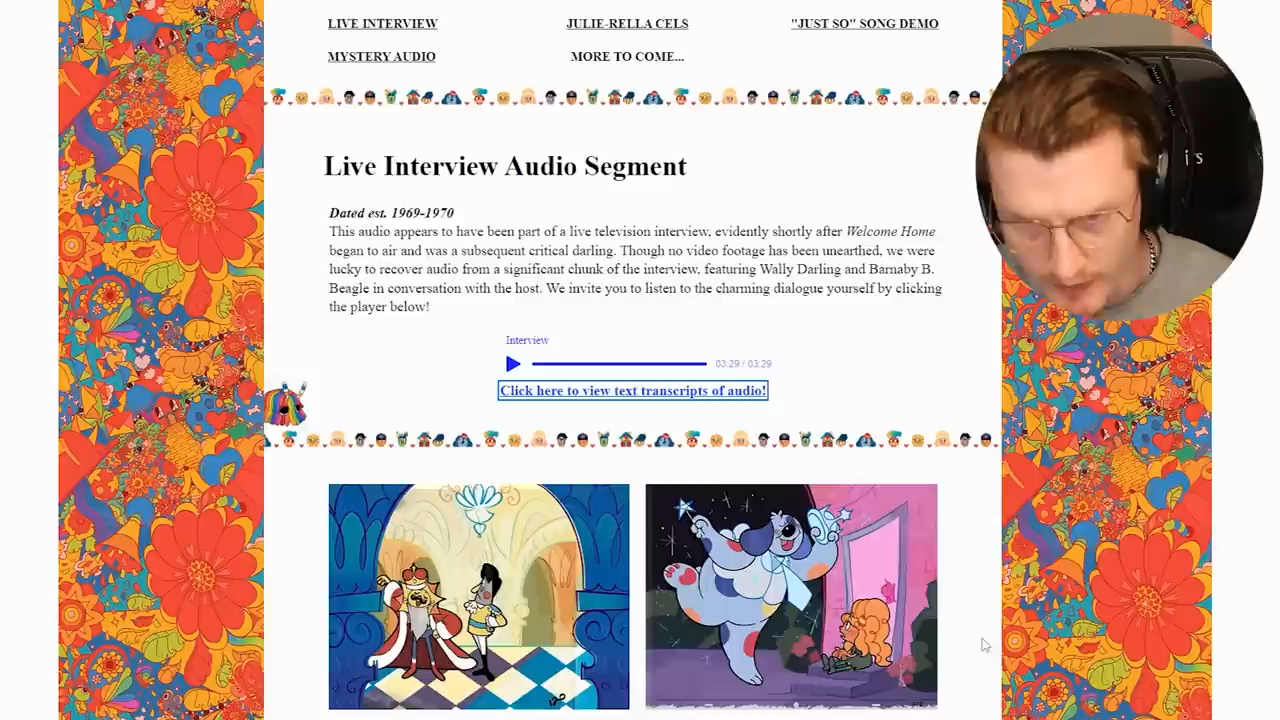 LIVE INTERVIEW
JULIE-RELLA CELS
"JUST SO" SONG DEMO
MYSTERY AUDIO
MORE TO COME...
Live Interview Audio Segment
Dated est. 1969-1970
This audio appears to have been part of a live television interview, evidently shortly after Welcome Home
began to air and was a subsequent critical darling. Though no video footage has been unearthed, we were
lucky to recover audio from a significant chunk of the interview, featuring Wally Darling and Barnaby B.
Beagle in conversation with the host. We invite you to listen to the charming dialogue yourself by clicking
the player below!
Interview
03:29 / 03:29
Click here to view text transcripts of audio!